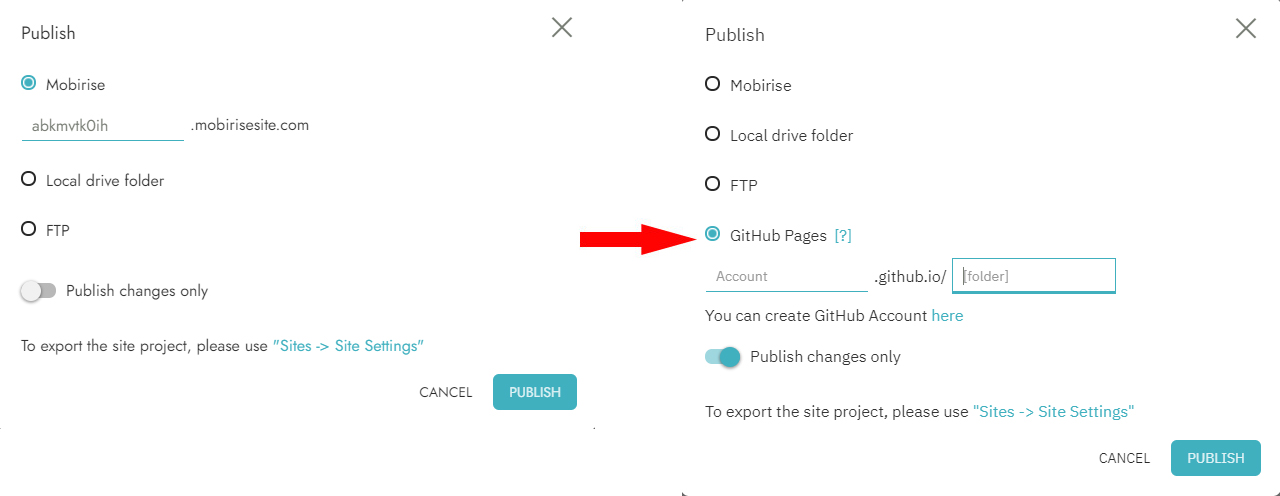 Publish
Mobirise
abkmvtk0ih .mobirisesite.com
Local drive folder
FTP
Publish changes only
To export the site project, please use "Sites -> Site Settings"
CANCEL PUBLISH
Publish
Mobirise
Local drive folder
FTP
GitHub Pages [?]
Account .github.io/ [folder]
You can create GitHub Account here
Publish changes only
To export the site project, please use "Sites -> Site Settings"
CANCEL PUBLISH